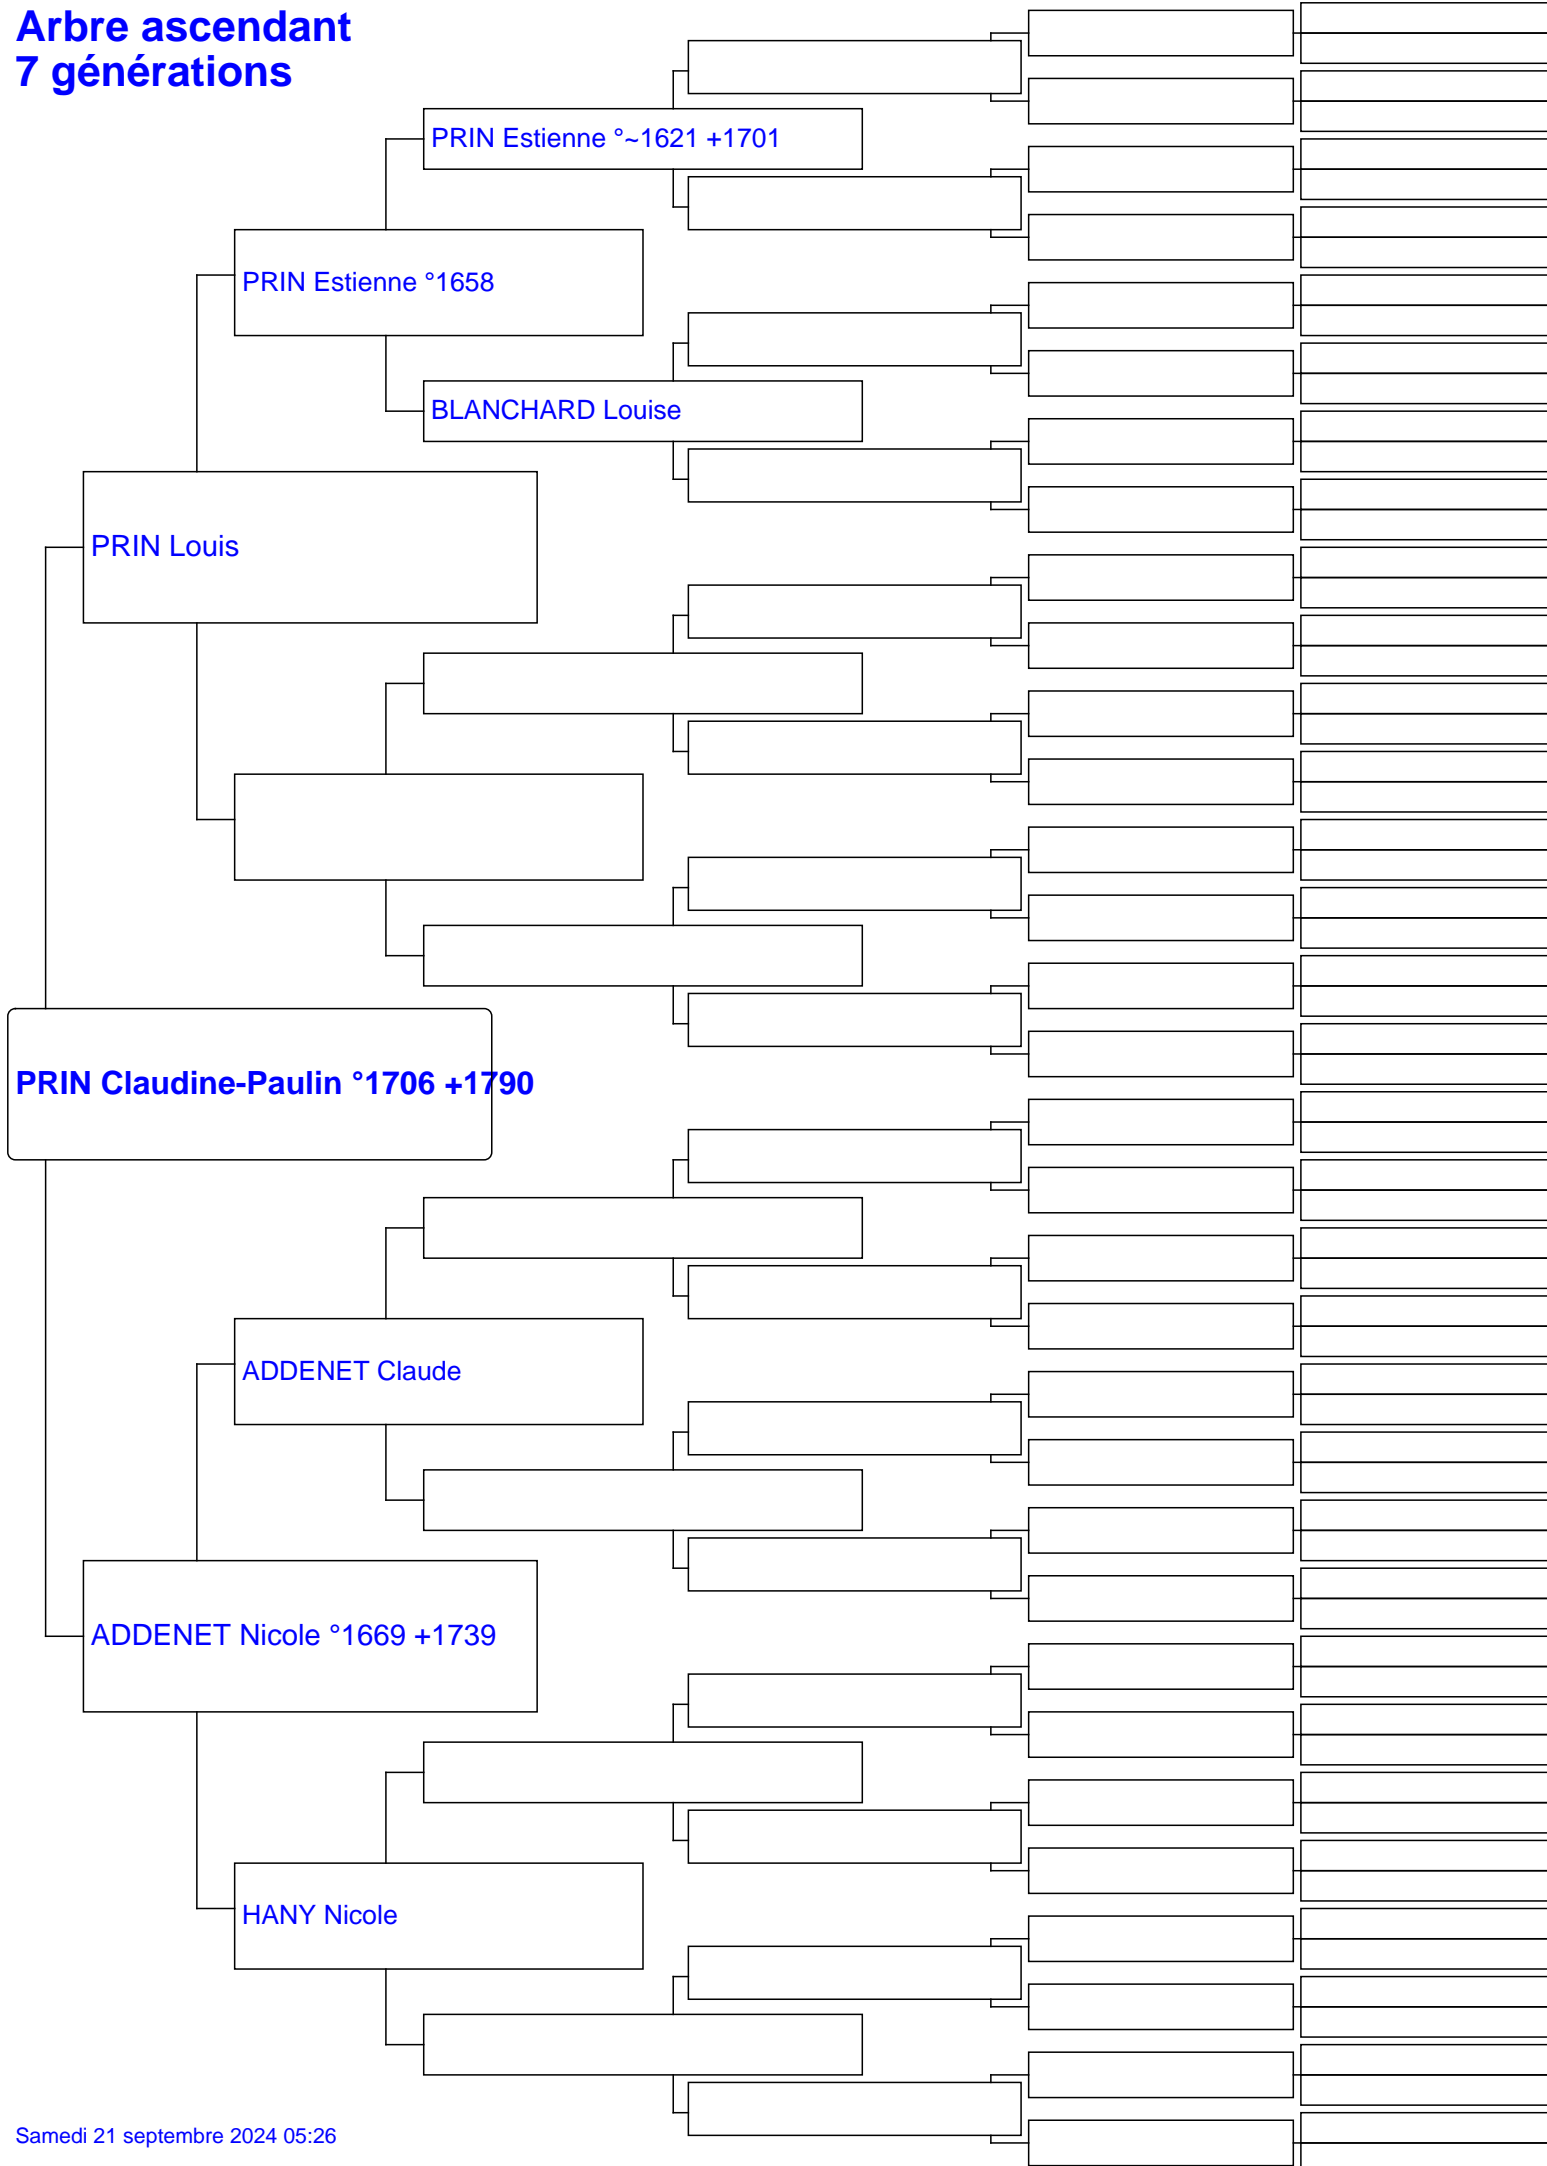 Arbre ascendant
7 générations
PRIN Estienne °~1621 +1701
PRIN Estienne °1658
BLANCHARD Louise
PRIN Louis
PRIN Claudine-Paulin °1706 +1790
ADDENET Claude
ADDENET Nicole °1669 +1739
HANY Nicole
Samedi 21 septembre 2024 05:26